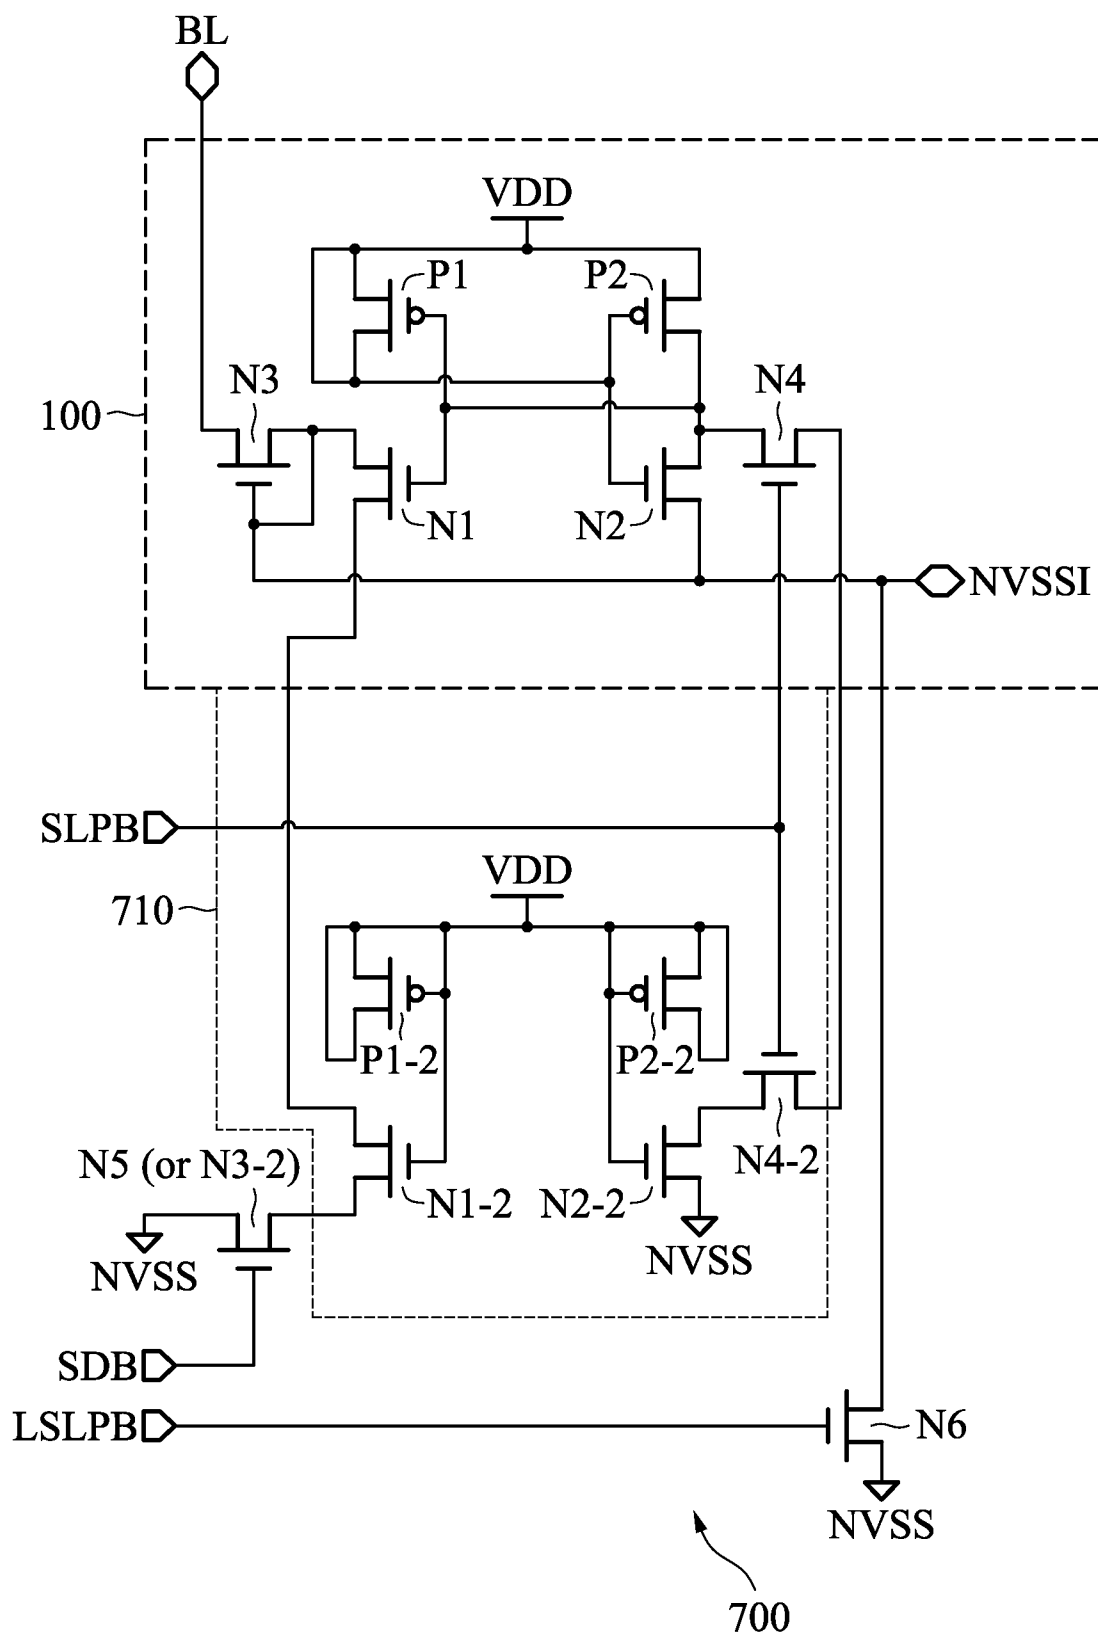 BL
VDD
P1
P2
N3
N4
100
N1
N2
NVSSI
SLPB
VDD
710
P1-2
P2-2
N5 (or N3-2)
N4-2
N1-2
N2-2
NVSS
NVSS
SDB
LSLPB
N6
NVSS
700